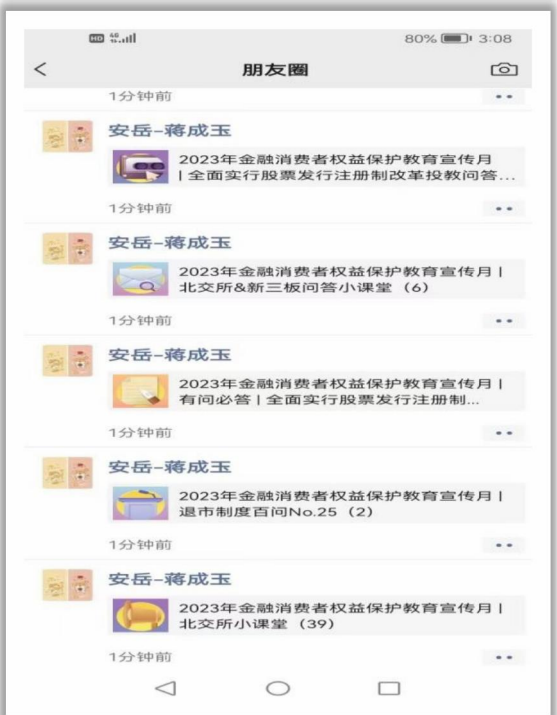 HD 4G 80% 3:08
朋友圈
1分钟前
安岳-蒋成玉
2023年金融消费者权益保护教育宣传月
|全面实行股票发行注册制改革投教问答...
1分钟前
安岳-蒋成玉
2023年金融消费者权益保护教育宣传月|
北交所&新三板问答小课堂（6）
1分钟前
安岳-蒋成玉
2023年金融消费者权益保护教育宣传月|
有问必答|全面实行股票发行注册制...
1分钟前
安岳-蒋成玉
2023年金融消费者权益保护教育宣传月|
退市制度百问No.25（2）
1分钟前
安岳-蒋成玉
2023年金融消费者权益保护教育宣传月|
北交所小课堂（39）
1分钟前